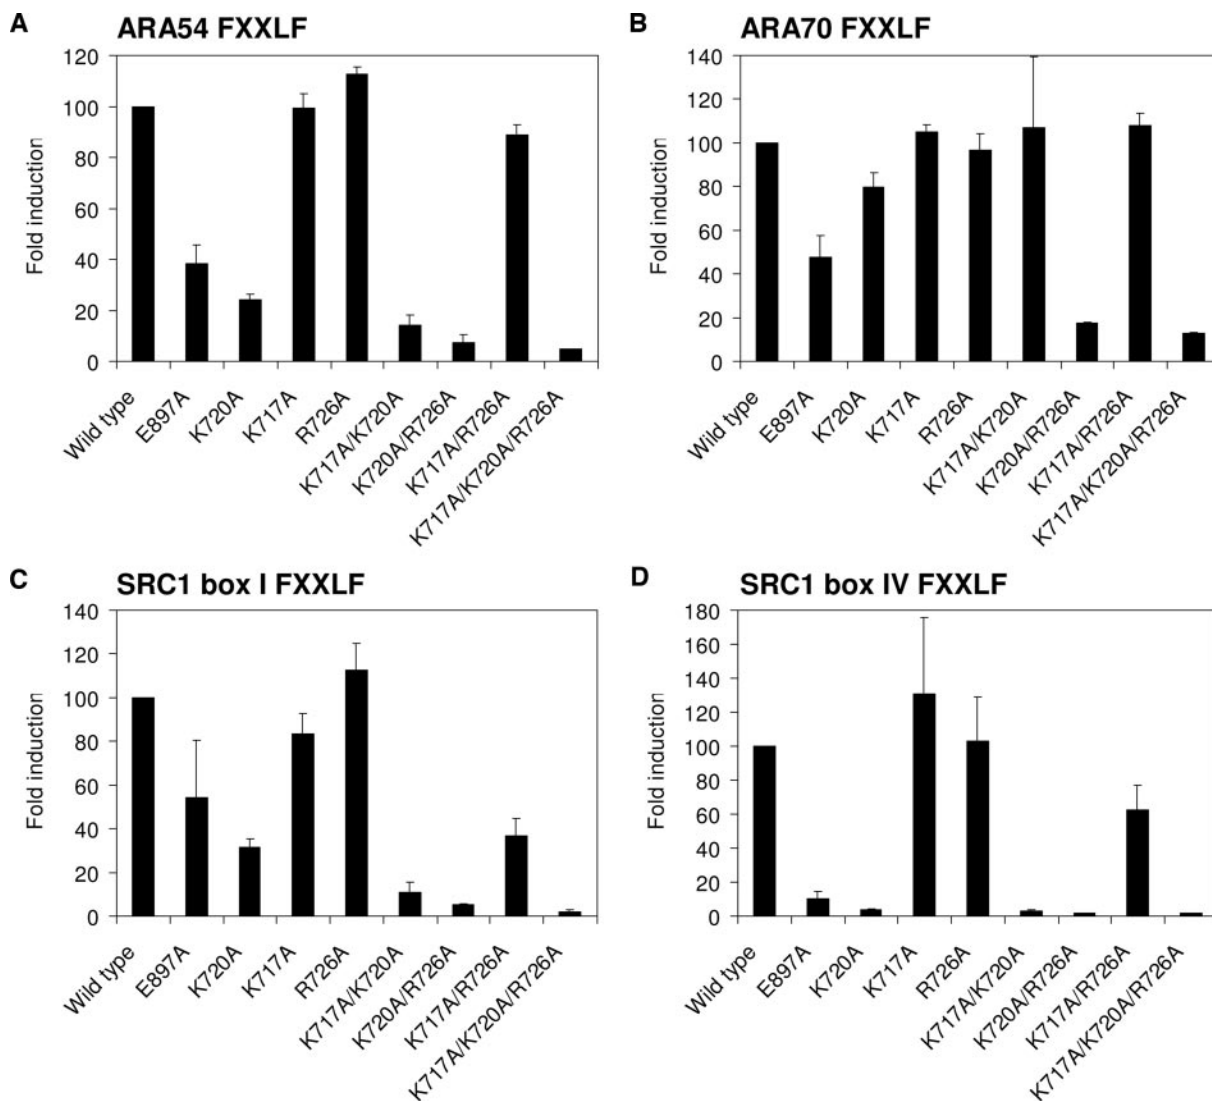 A
ARA54 FXXLF
Fold induction
120
100
80
60
40
20
0
Wild type
E897A
K720A
K717A
R726A
K717A/K720A
K720A/R726A
K717A/R726A
K717A/K720A/R726A
B
ARA70 FXXLF
Fold induction
140
120
100
80
60
40
20
0
Wild type
E897A
K720A
K717A
R726A
K717A/K720A
K720A/R726A
K717A/R726A
K717A/K720A/R726A
C
SRC1 box I FXXLF
Fold induction
140
120
100
80
60
40
20
0
Wild type
E897A
K720A
K717A
R726A
K717A/K720A
K720A/R726A
K717A/R726A
K717A/K720A/R726A
D
SRC1 box IV FXXLF
Fold induction
180
160
140
120
100
80
60
40
20
0
Wild type
E897A
K720A
K717A
R726A
K717A/K720A
K720A/R726A
K717A/R726A
K717A/K720A/R726A